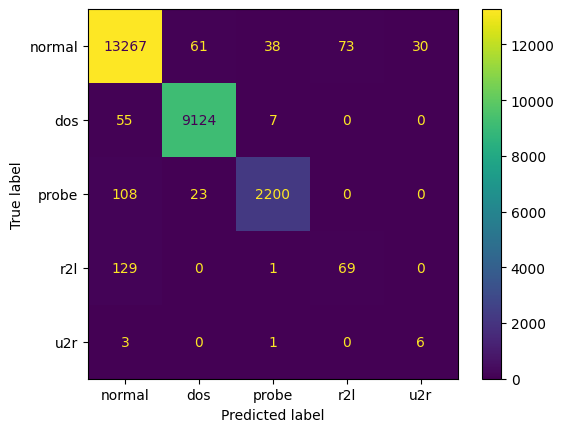 normal 13267 61 38 73 30
dos 55 9124 7 0 0
probe 108 23 2200 0 0
r2l 129 0 1 69 0
u2r 3 0 1 0 6
normal dos probe r2l u2r
Predicted label
True label
12000
10000
8000
6000
4000
2000
0